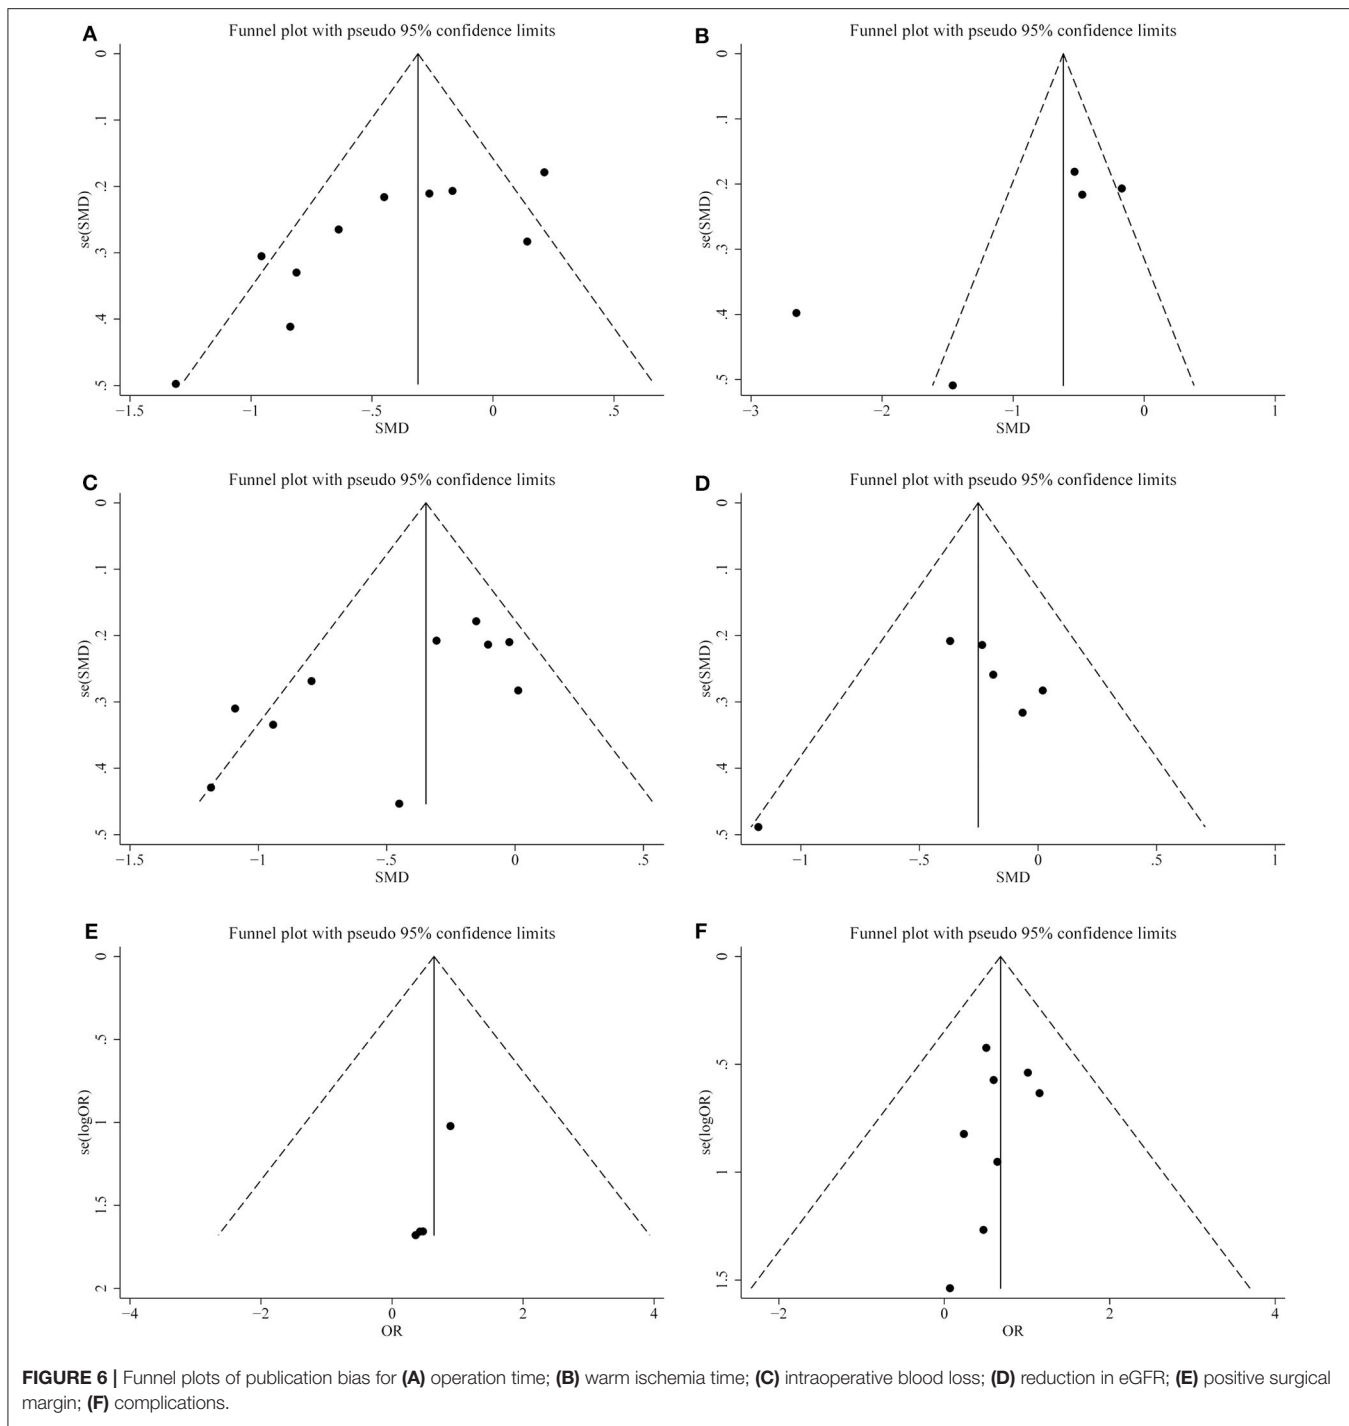 A
Funnel plot with pseudo 95% confidence limits
se(SMD)
0
.1
.2
.3
.4
.5
−1.5
−1
−.5
0
.5
SMD
B
Funnel plot with pseudo 95% confidence limits
se(SMD)
0
.1
.2
.3
.4
.5
−3
−2
−1
0
1
SMD
C
Funnel plot with pseudo 95% confidence limits
se(SMD)
0
.1
.2
.3
.4
.5
−1.5
−1
−.5
0
.5
SMD
D
Funnel plot with pseudo 95% confidence limits
se(SMD)
0
.1
.2
.3
.4
.5
−1
−.5
0
.5
1
SMD
E
Funnel plot with pseudo 95% confidence limits
se(logOR)
0
.5
1
1.5
2
−4
−2
0
2
4
OR
F
Funnel plot with pseudo 95% confidence limits
se(logOR)
0
.5
1
1.5
−2
0
2
4
OR
FIGURE 6 | Funnel plots of publication bias for (A) operation time; (B) warm ischemia time; (C) intraoperative blood loss; (D) reduction in eGFR; (E) positive surgical
margin; (F) complications.